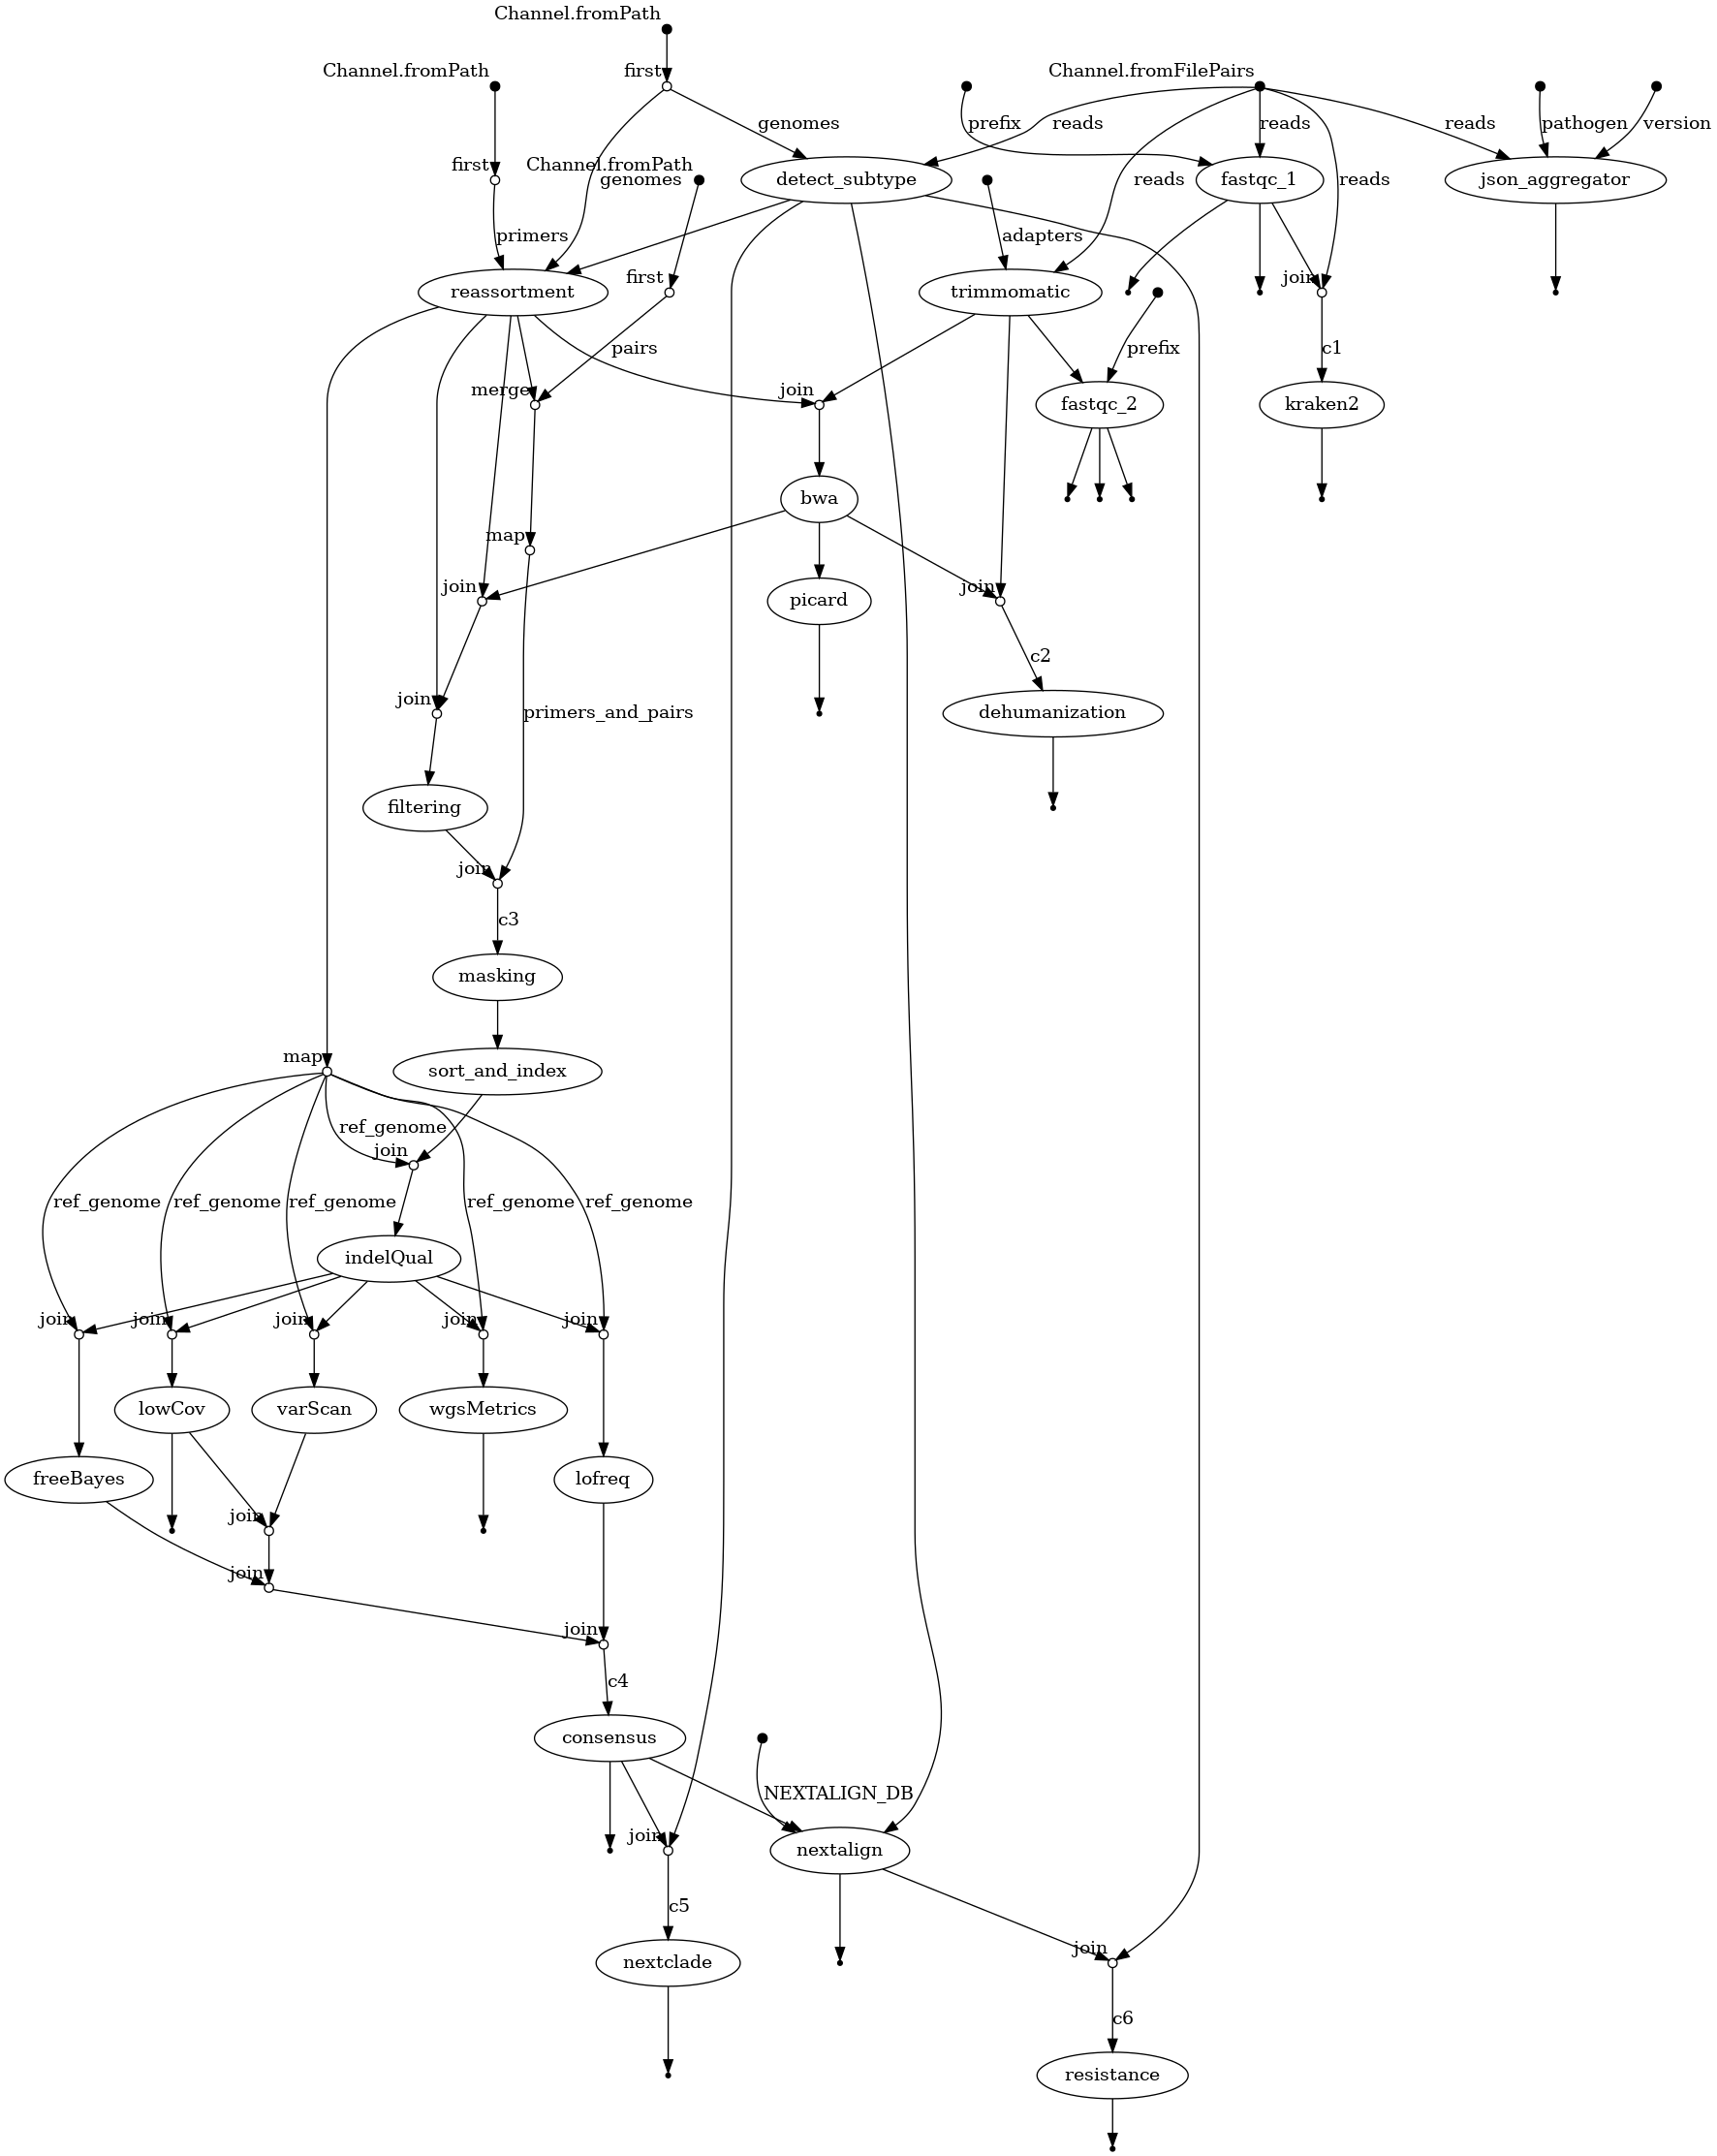 Channel.fromPath
Channel.fromPath
first
Channel.fromFilePairs
prefix
genomes
reads
reads
reads
pathogen
version
first
Channel.fromPath
genomes
detect_subtype
reads
fastqc_1
reads
json_aggregator
primers
adapters
first
reassortment
trimmomatic
join
pairs
prefix
c1
merge
join
fastqc_2
kraken2
bwa
map
join
picard
join
c2
join
primers_and_pairs
dehumanization
filtering
join
c3
masking
map
sort_and_index
ref_genome
join
ref_genome
ref_genome
ref_genome
ref_genome
ref_genome
indelQual
join
join
join
join
join
lowCov
varScan
wgsMetrics
freeBayes
lofreq
join
join
join
c4
consensus
NEXTALIGN_DB
join
nextalign
c5
join
nextclade
c6
resistance